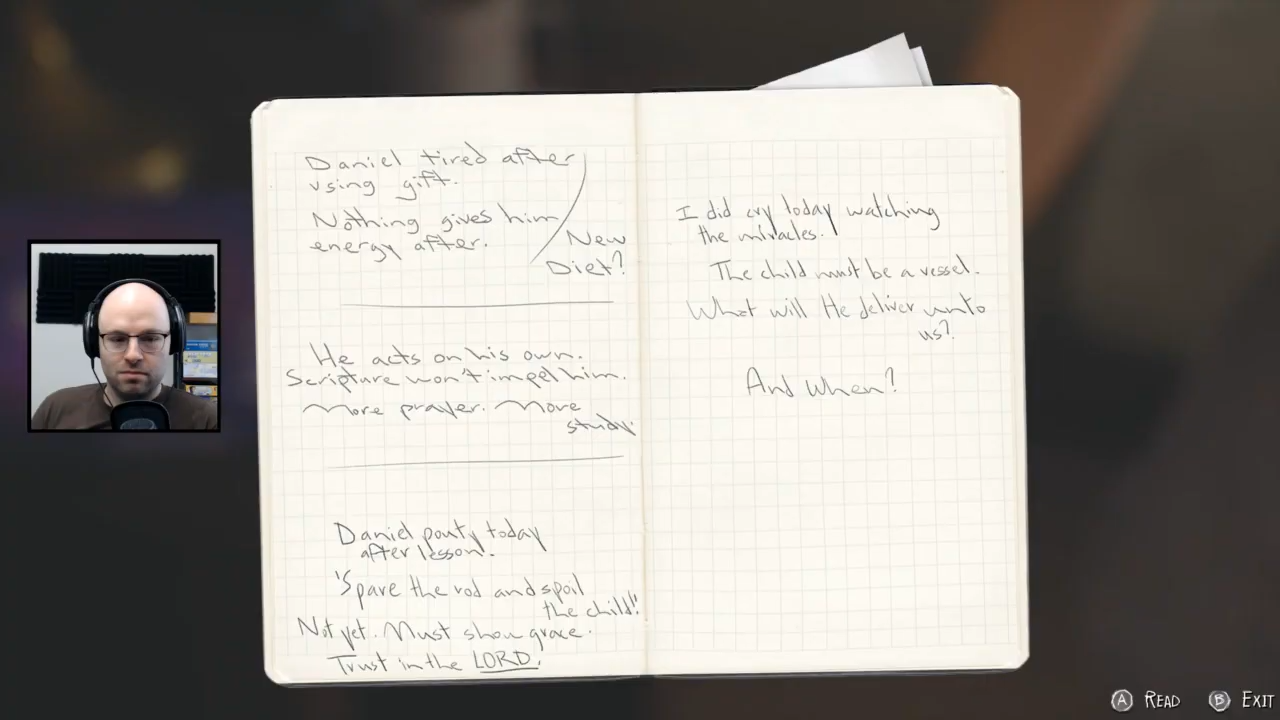 Daniel tired after
using gift.
Nothing gives him
energy after.
New
Diet?
He acts on his own.
Scripture won't impel him.
More prayer. More
study.
Daniel pouty today
after lesson.
'Spare the rod and spoil
the child!'
Not yet. Must show grace.
Trust in the LORD.
I did cry today watching
the miracles.
The child must be a vessel.
What will He deliver unto
us?
And when?
A READ B EXIT